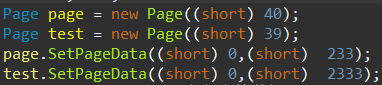 Page page = new Page((short) 40);
Page test = new Page((short) 39);
page.SetPageData((short) 0,(short)  233);
test.SetPageData((short) 0,(short)  2333);